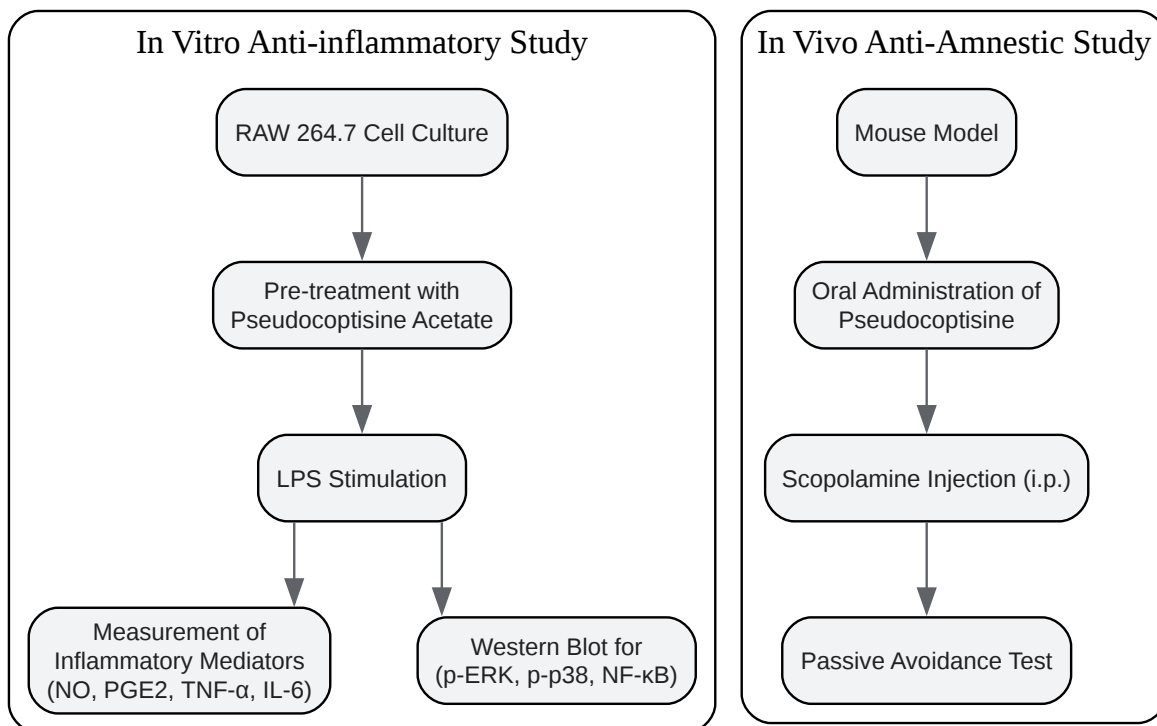 In Vitro Anti-inflammatory Study
RAW 264.7 Cell Culture
Pre-treatment with
Pseudocoptisine Acetate
LPS Stimulation
Measurement of
Inflammatory Mediators
(NO, PGE2, TNF-α, IL-6)
Western Blot for
(p-ERK, p-p38, NF-κB)
In Vivo Anti-Amnestic Study
Mouse Model
Oral Administration of
Pseudocoptisine
Scopolamine Injection (i.p.)
Passive Avoidance Test